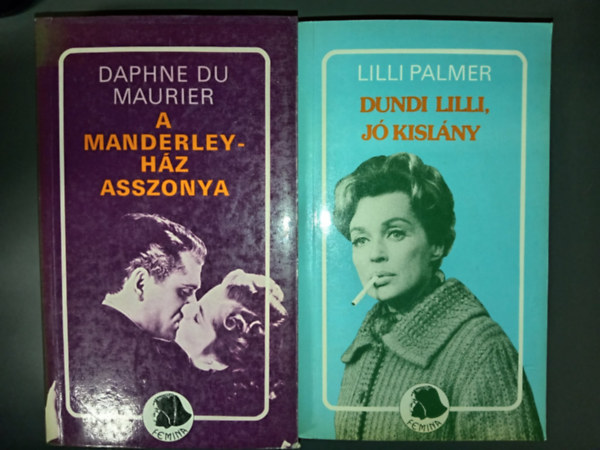 DAPHNE DU
MAURIER
A
MANDERLEY-
HÁZ
ASSZONYA
FEMINA
LILLI PALMER
DUNDI LILLI,
JÓ KISLÁNY
FEMINA